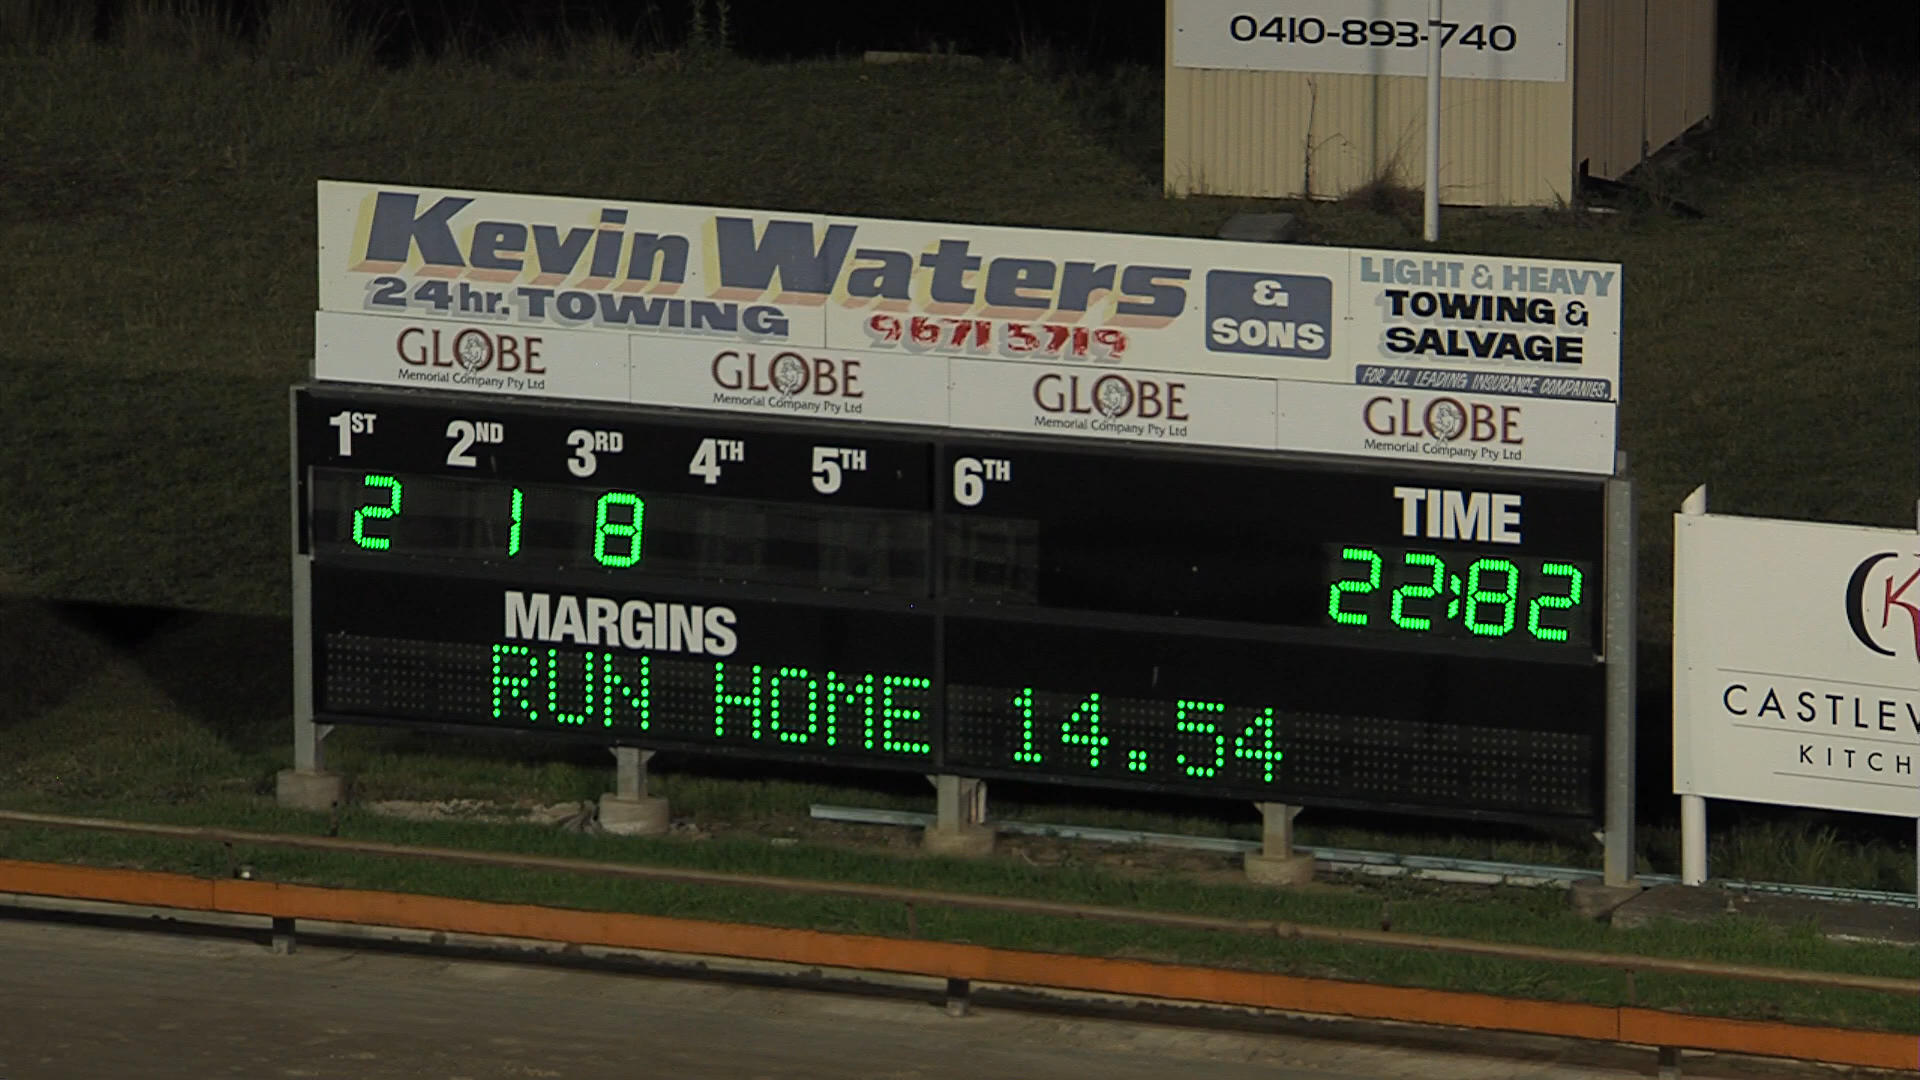 0410-893-740
Kevin Waters & SONS
24hr. TOWING
9671 5719
LIGHT & HEAVY
TOWING &
SALVAGE
FOR ALL LEADING INSURANCE COMPANIES.
GLOBE
Memorial Company Pty Ltd
GLOBE
Memorial Company Pty Ltd
GLOBE
Memorial Company Pty Ltd
GLOBE
Memorial Company Pty Ltd
1ST 2ND 3RD 4TH 5TH 6TH TIME
2 1 8 22:82
MARGINS
RUN HOME 14.54
K
CASTLEV
KITCH